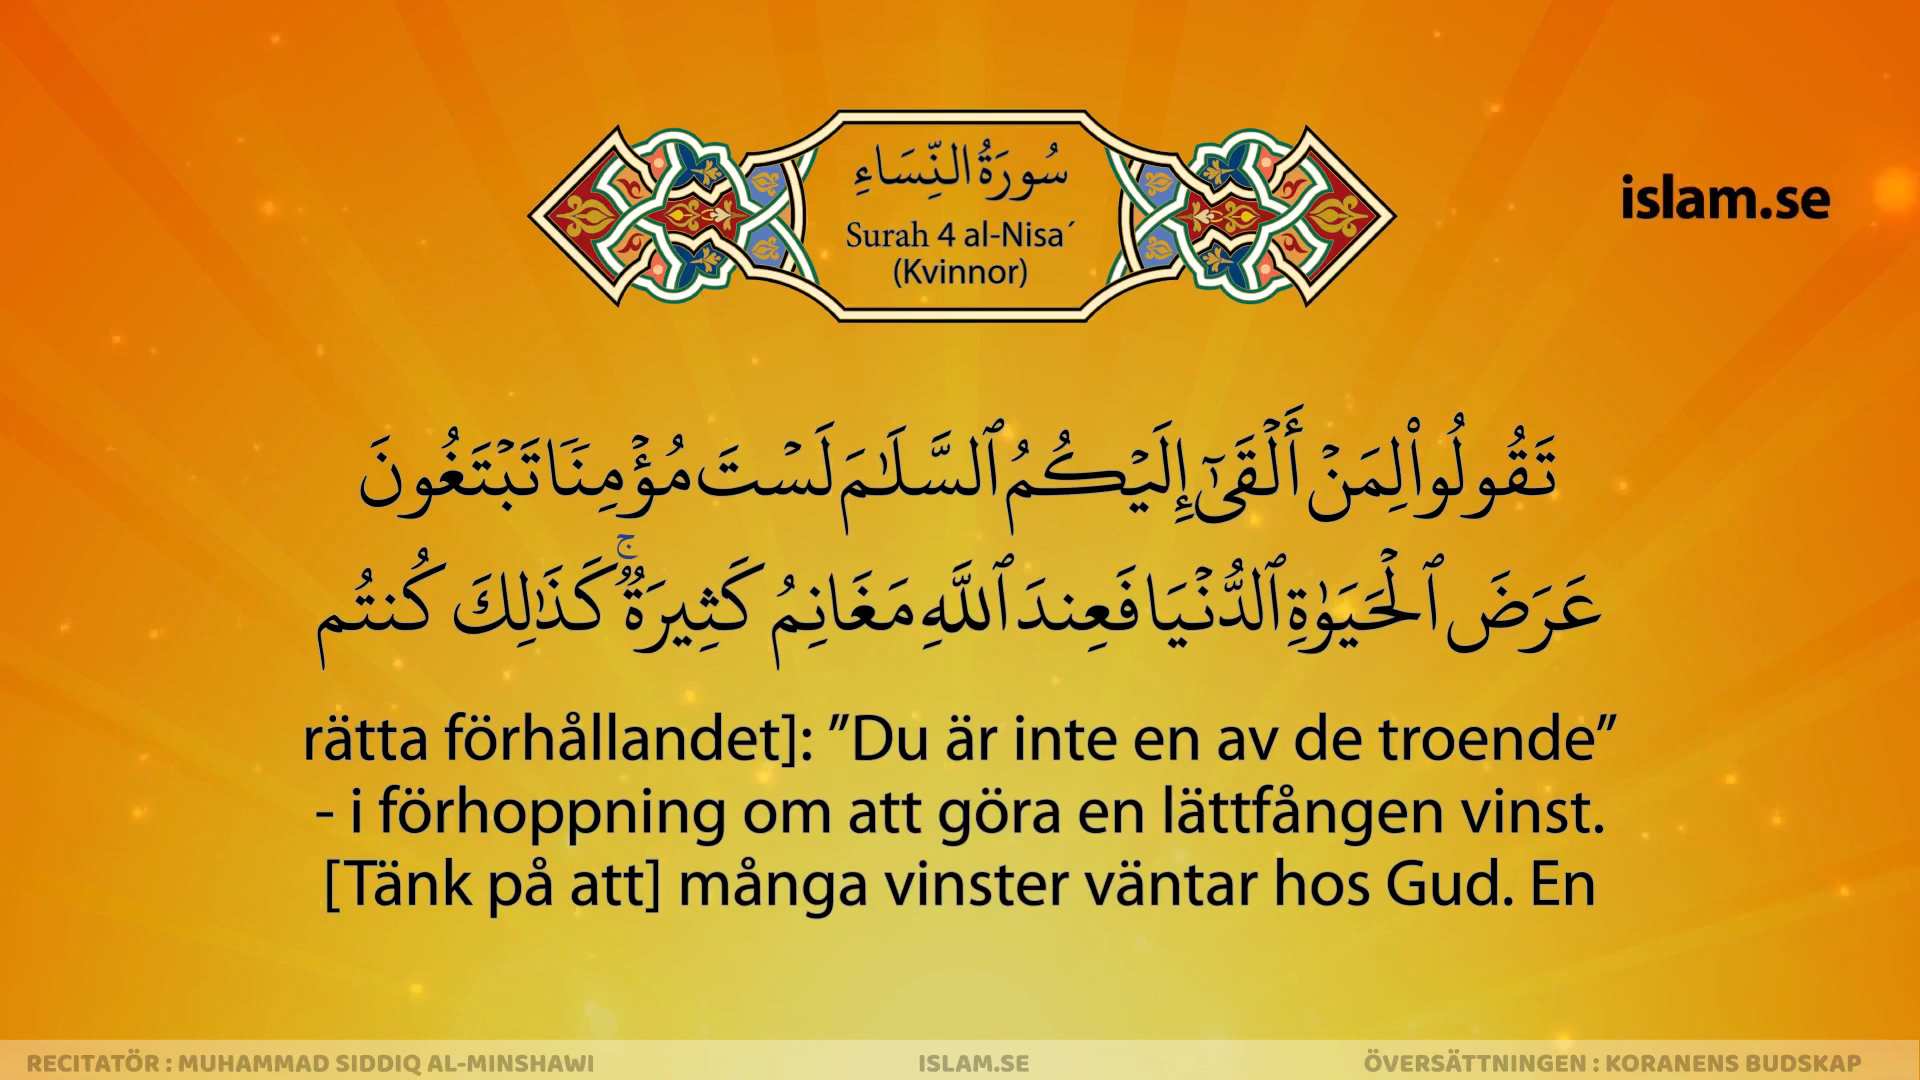 سُورَةُ النِّسَاءِ
Surah 4 al-Nisa´
(Kvinnor)
islam.se
تَقُولُوا۟ لِمَنْ أَلْقَىٰٓ إِلَيْكُمُ ٱلسَّلَـٰمَ لَسْتَ مُؤْمِنًا تَبْتَغُونَ
عَرَضَ ٱلْحَيَوٰةِ ٱلدُّنْيَا فَعِندَ ٱللَّهِ مَغَانِمُ كَثِيرَةٌ ۚ كَذَٰلِكَ كُنتُم
rätta förhållandet]: ”Du är inte en av de troende”
- i förhoppning om att göra en lättfången vinst.
[Tänk på att] många vinster väntar hos Gud. En
RECITATÖR : MUHAMMAD SIDDIQ AL-MINSHAWI
ISLAM.SE
ÖVERSÄTTNINGEN : KORANENS BUDSKAP